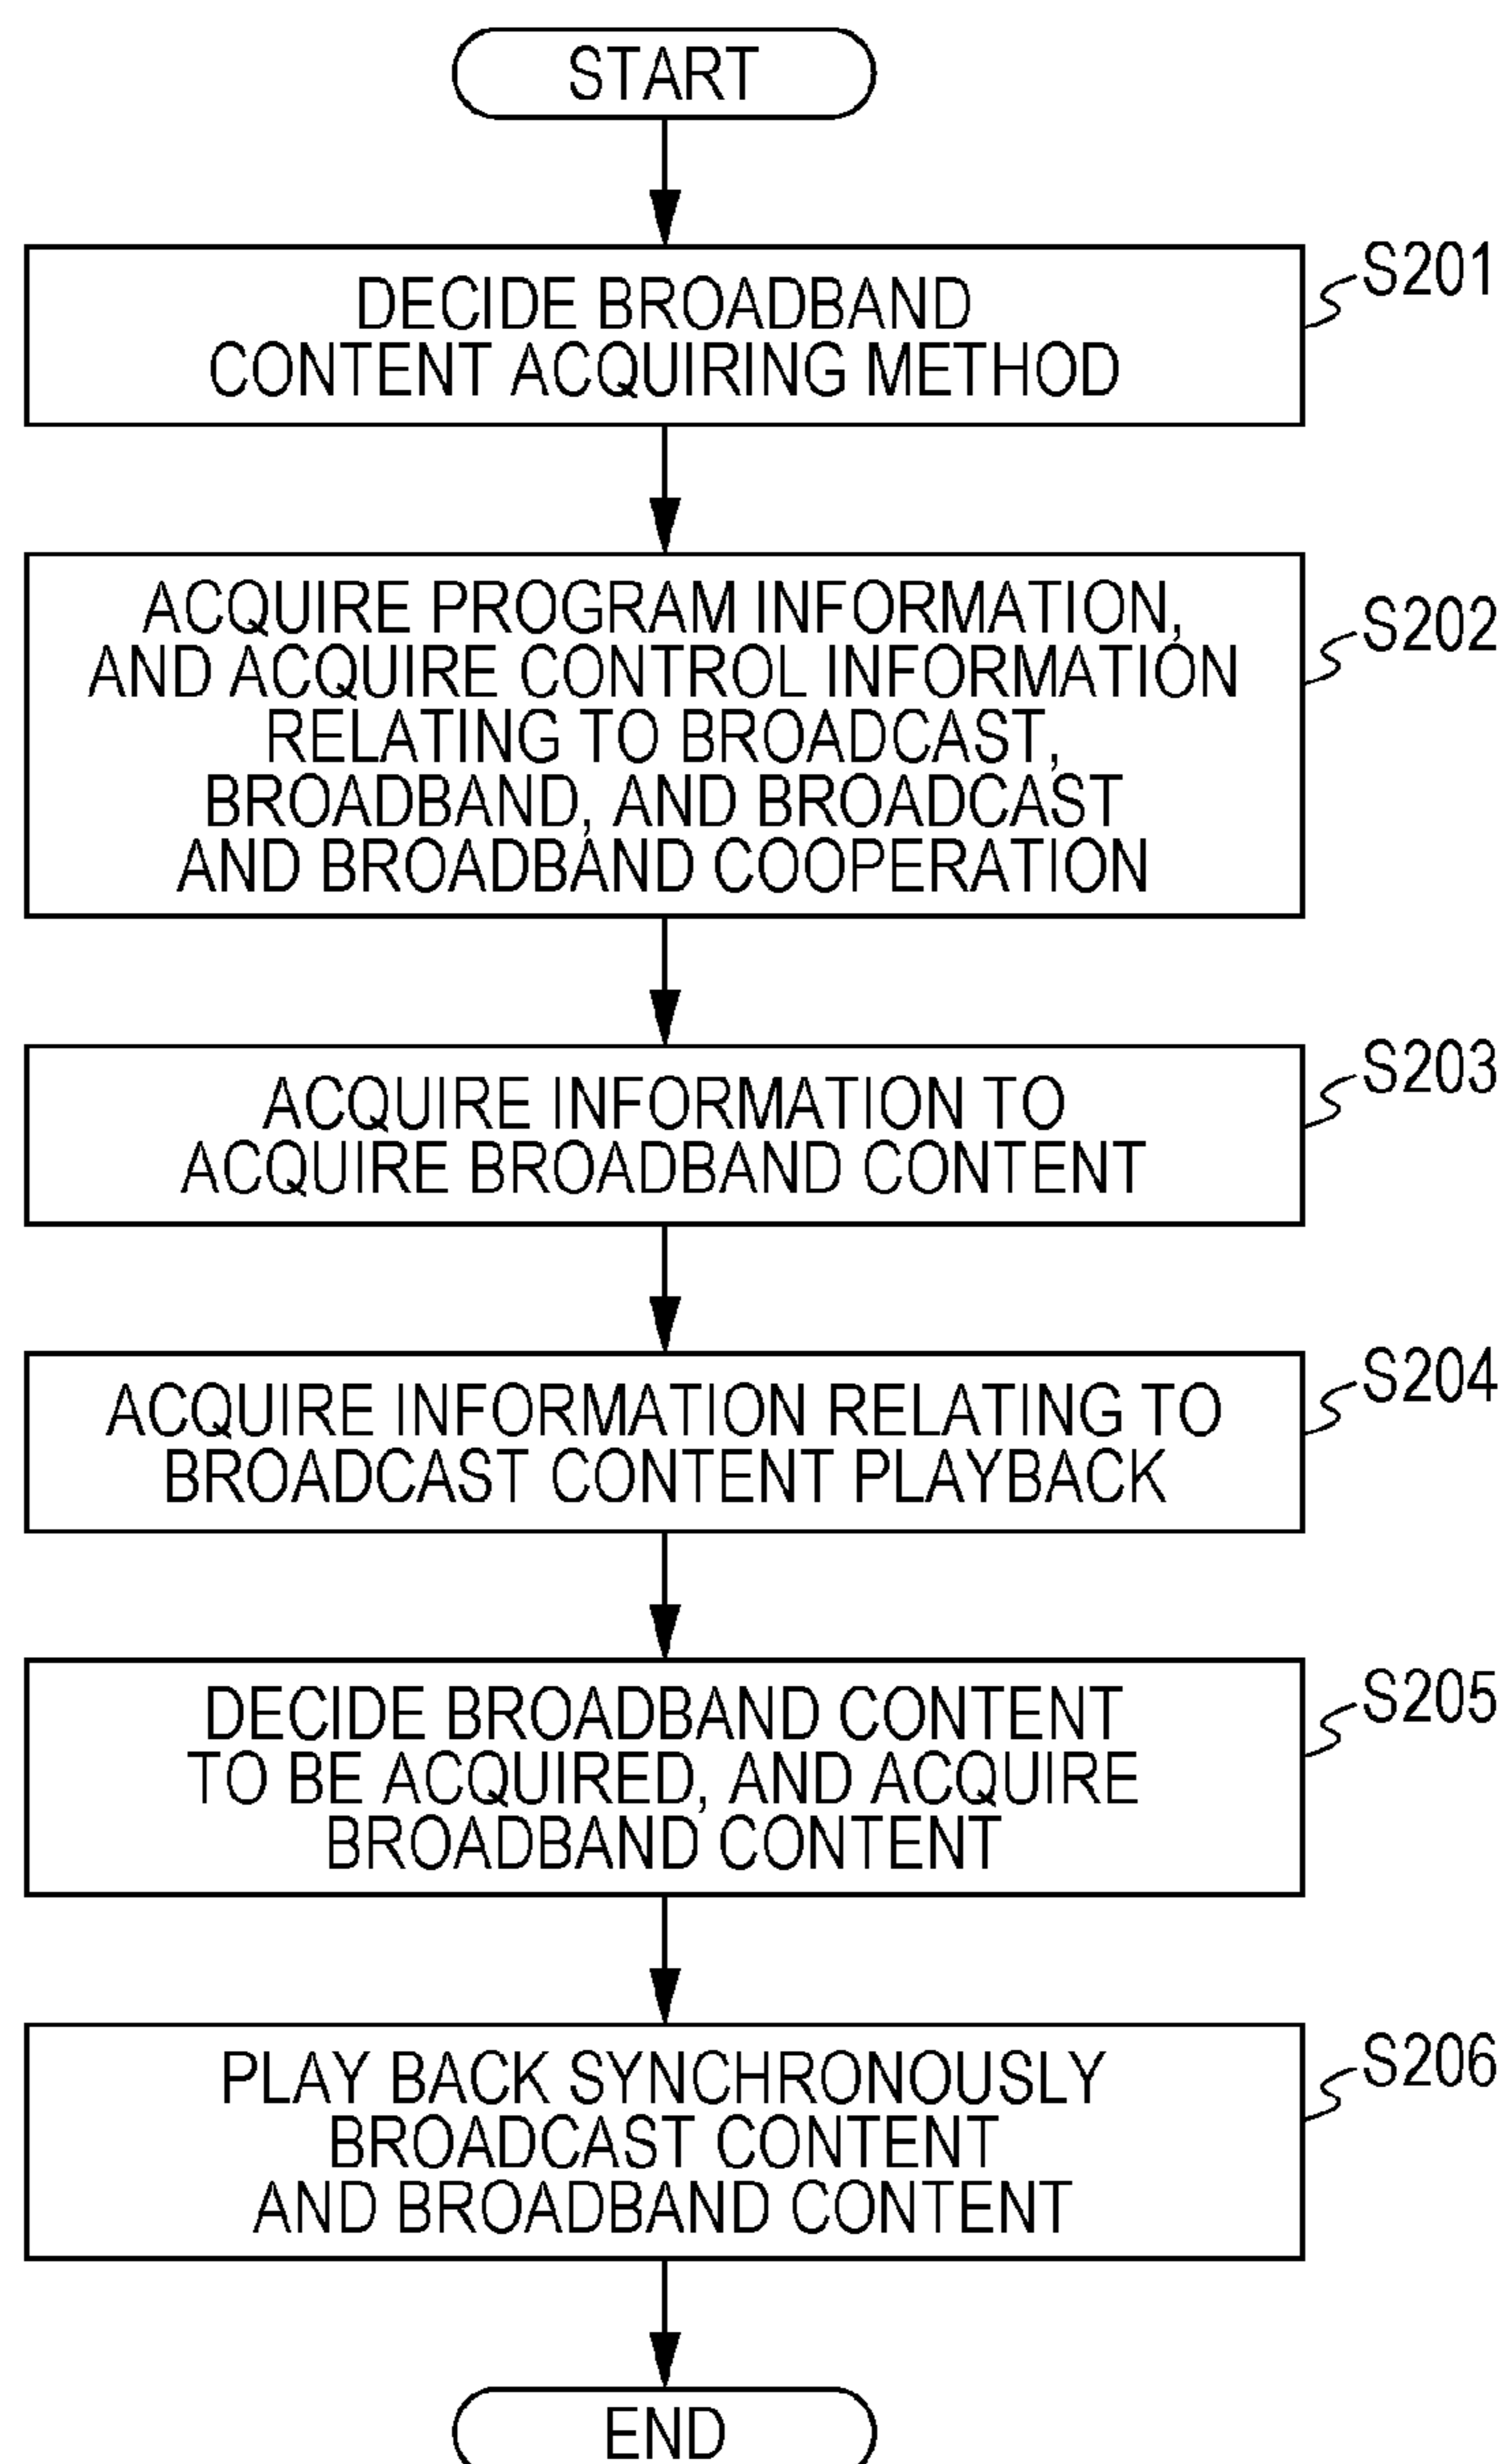 START
DECIDE BROADBAND
CONTENT ACQUIRING METHOD
S201
ACQUIRE PROGRAM INFORMATION,
AND ACQUIRE CONTROL INFORMATION
RELATING TO BROADCAST,
BROADBAND, AND BROADCAST
AND BROADBAND COOPERATION
S202
ACQUIRE INFORMATION TO
ACQUIRE BROADBAND CONTENT
S203
ACQUIRE INFORMATION RELATING TO
BROADCAST CONTENT PLAYBACK
S204
DECIDE BROADBAND CONTENT
TO BE ACQUIRED, AND ACQUIRE
BROADBAND CONTENT
S205
PLAY BACK SYNCHRONOUSLY
BROADCAST CONTENT
AND BROADBAND CONTENT
S206
END